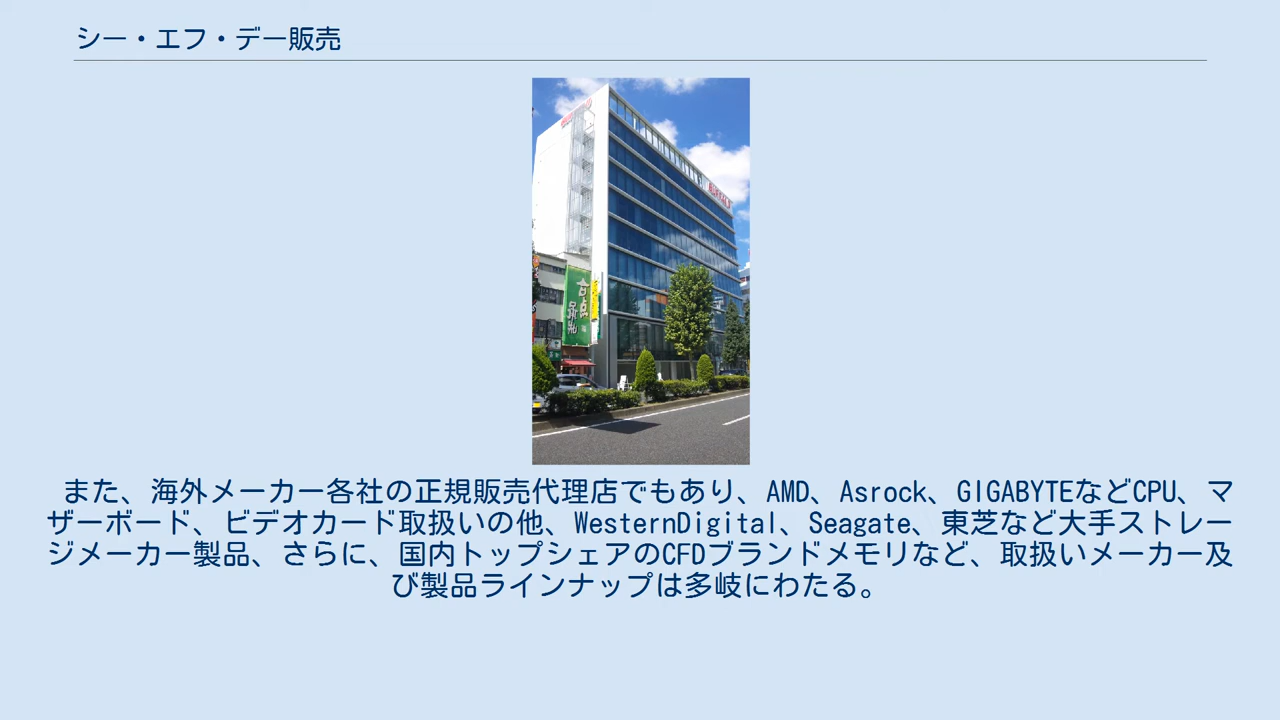 シー・エフ・デー販売
また、海外メーカー各社の正規販売代理店でもあり、AMD、Asrock、GIGABYTEなどCPU、マ
ザーボード、ビデオカード取扱いの他、WesternDigital、Seagate、東芝など大手ストレー
ジメーカー製品、さらに、国内トップシェアのCFDブランドメモリなど、取扱いメーカー及
び製品ラインナップは多岐にわたる。